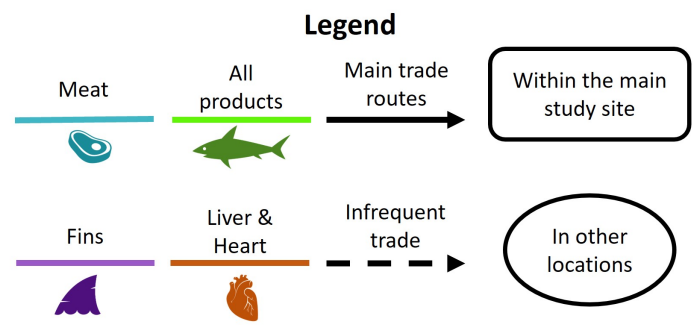 Legend
Meat
All
products
Main trade
routes
Within the main
study site
Fins
Liver &
Heart
Infrequent
trade
In other
locations